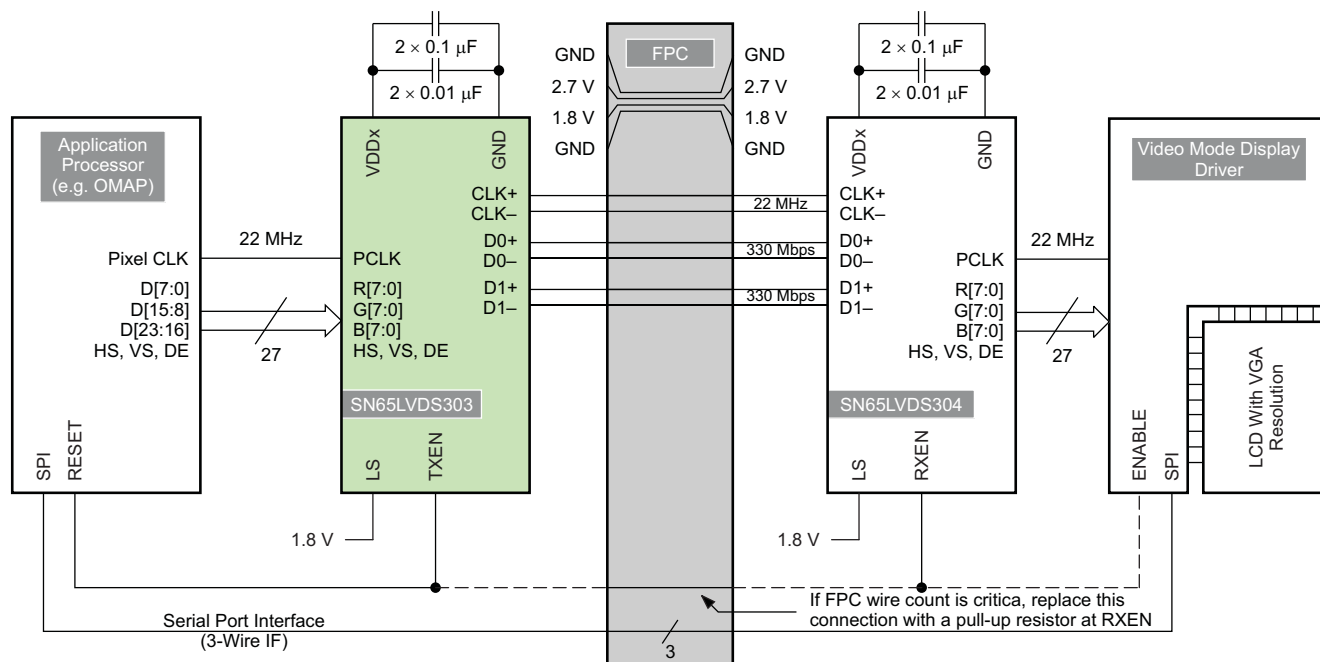 2 × 0.1 μF
2 × 0.01 μF
VDDx
GND
GND
2.7 V
1.8 V
GND
FPC
GND
2.7 V
1.8 V
GND
2 × 0.1 μF
2 × 0.01 μF
VDDx
GND
Application
Processor
(e.g. OMAP)
Pixel CLK
D[7:0]
D[15:8]
D[23:16]
HS, VS, DE
SPI
RESET
22 MHz
27
PCLK
R[7:0]
G[7:0]
B[7:0]
HS, VS, DE
CLK+
CLK–
D0+
D0–
D1+
D1–
SN65LVDS303
LS
TXEN
1.8 V
22 MHz
330 Mbps
330 Mbps
CLK+
CLK–
D0+
D0–
D1+
D1–
PCLK
R[7:0]
G[7:0]
B[7:0]
HS, VS, DE
SN65LVDS304
LS
RXEN
1.8 V
22 MHz
27
Video Mode Display
Driver
ENABLE
SPI
LCD With VGA
Resolution
If FPC wire count is critica, replace this
connection with a pull-up resistor at RXEN
Serial Port Interface
(3-Wire IF)
3